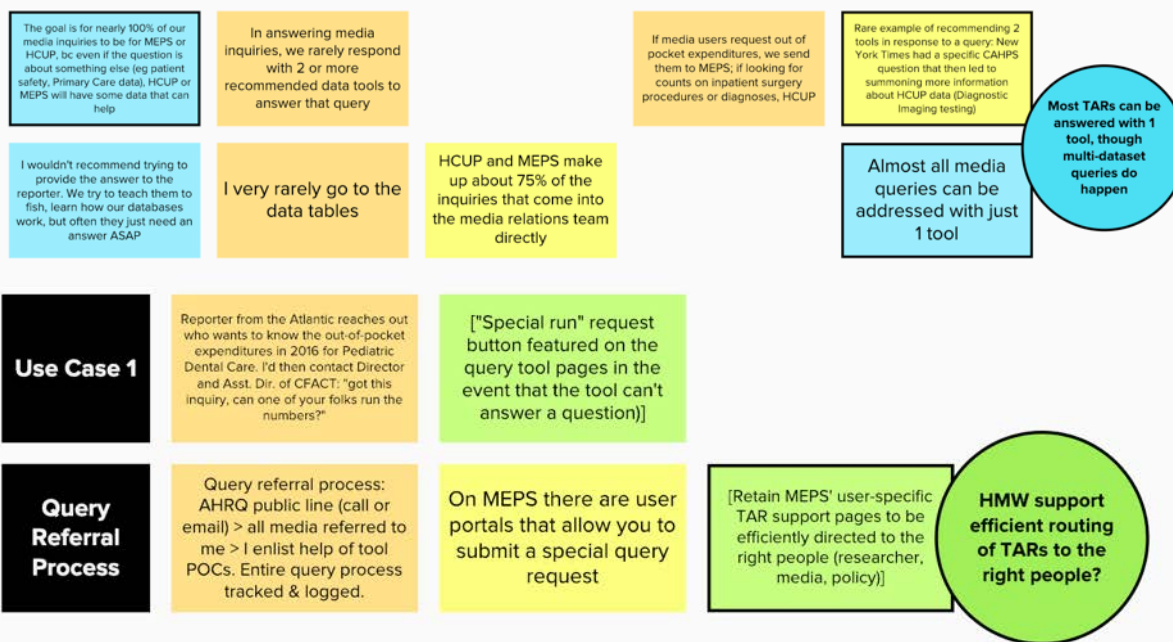 The goal is for nearly 100% of our
media inquiries to be for MEPS or
HCUP, bc even if the question is
about something else (eg patient
safety, Primary Care data), HCUP or
MEPS will have some data that can
help
In answering media
inquiries, we rarely respond
with 2 or more
recommended data tools to
answer that query
If media users request out of
pocket expenditures, we send
them to MEPS; if looking for
counts on inpatient surgery
procedures or diagnoses, HCUP
Rare example of recommending 2
tools in response to a query: New
York Times had a specific CAHPS
question that then led to
summoning more information
about HCUP data (Diagnostic
Imaging testing)
Most TARs can be
answered with 1
tool, though
multi-dataset
queries do
happen
I wouldn't recommend trying to
provide the answer to the
reporter. We try to teach them to
fish, learn how our databases
work, but often they just need an
answer ASAP
I very rarely go to the
data tables
HCUP and MEPS make
up about 75% of the
inquiries that come into
the media relations team
directly
Almost all media
queries can be
addressed with just
1 tool
Use Case 1
Reporter from the Atlantic reaches out
who wants to know the out-of-pocket
expenditures in 2016 for Pediatric
Dental Care. I'd then contact Director
and Asst. Dir. of CFACT: "got this
inquiry, can one of your folks run the
numbers?"
["Special run" request
button featured on the
query tool pages in the
event that the tool can't
answer a question)]
Query
Referral
Process
Query referral process:
AHRQ public line (call or
email) > all media referred to
me > I enlist help of tool
POCs. Entire query process
tracked & logged.
On MEPS there are user
portals that allow you to
submit a special query
request
[Retain MEPS' user-specific
TAR support pages to be
efficiently directed to the
right people (researcher,
media, policy)]
HMW support
efficient routing
of TARs to the
right people?